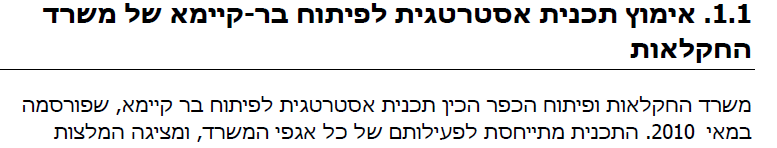 1.1. אימוץ תכנית אסטרטגית לפיתוח בר-קיימא של משרד
החקלאות
משרד החקלאות ופיתוח הכפר הכין תכנית אסטרטגית לפיתוח בר קיימא, שפורסמה
במאי 2010. התכנית מתייחסת לפעילותם של כל אגפי המשרד, ומציגה המלצות